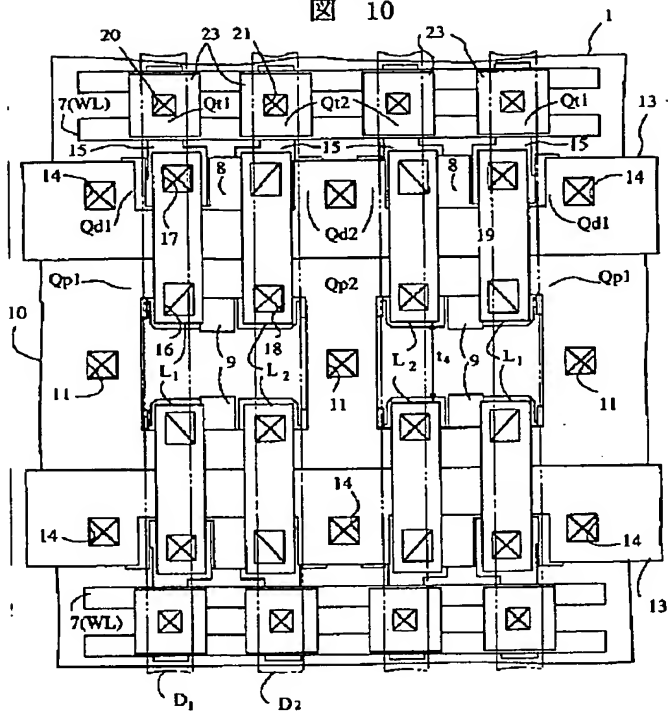 図 10
20 23 21 23 1
7(WL) Qt1 Qt2 Qt1 13
15 15 15
14 8 8 14
Qd1 17 Qd2 19 Qd1
Qp1 Qp2 Qp1
10
16 18
9 t4 9
L1 L2 L2 L1
11 11 11
14
14 14
7(WL) 13
D1 D2